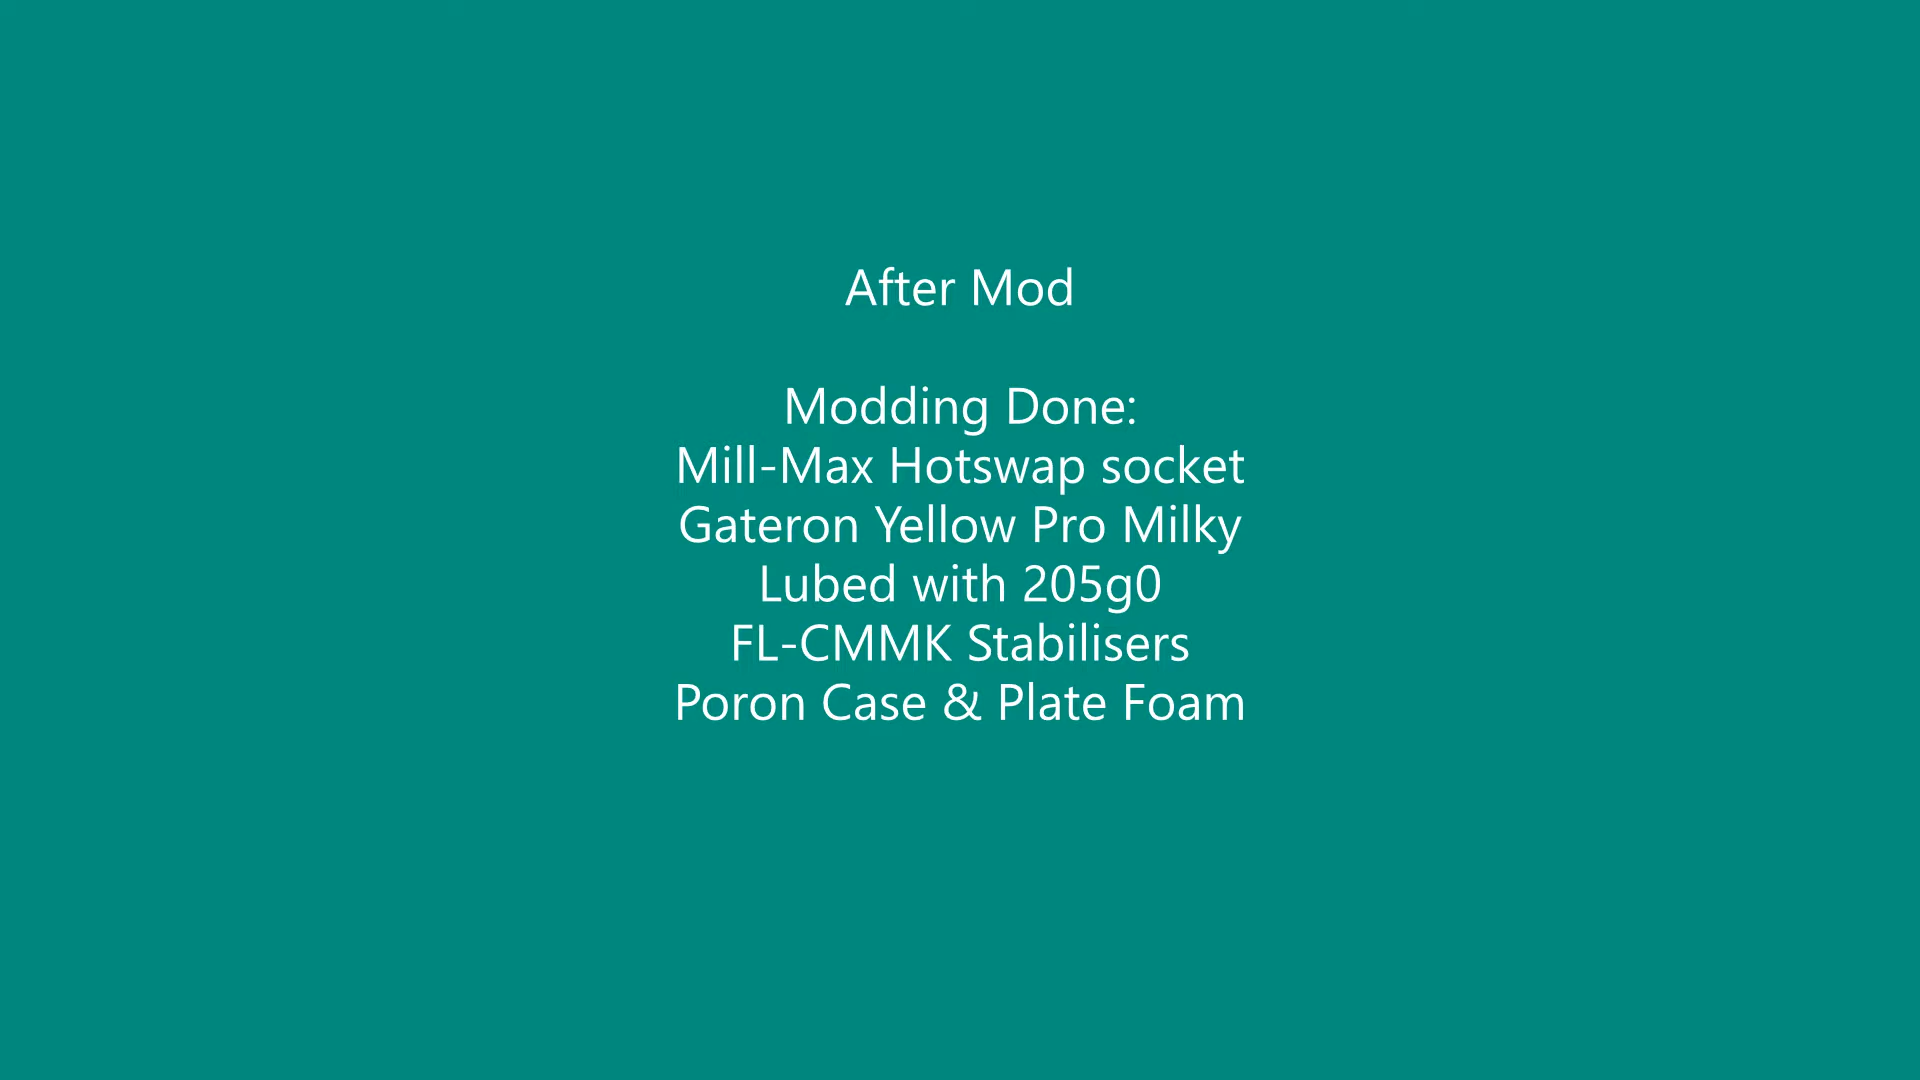 After Mod
Modding Done:
Mill-Max Hotswap socket
Gateron Yellow Pro Milky
Lubed with 205g0
FL-CMMK Stabilisers
Poron Case & Plate Foam